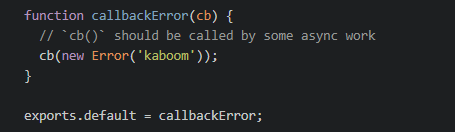 function callbackError(cb) {
  // `cb()` should be called by some async work
  cb(new Error('kaboom'));
}

exports.default = callbackError;